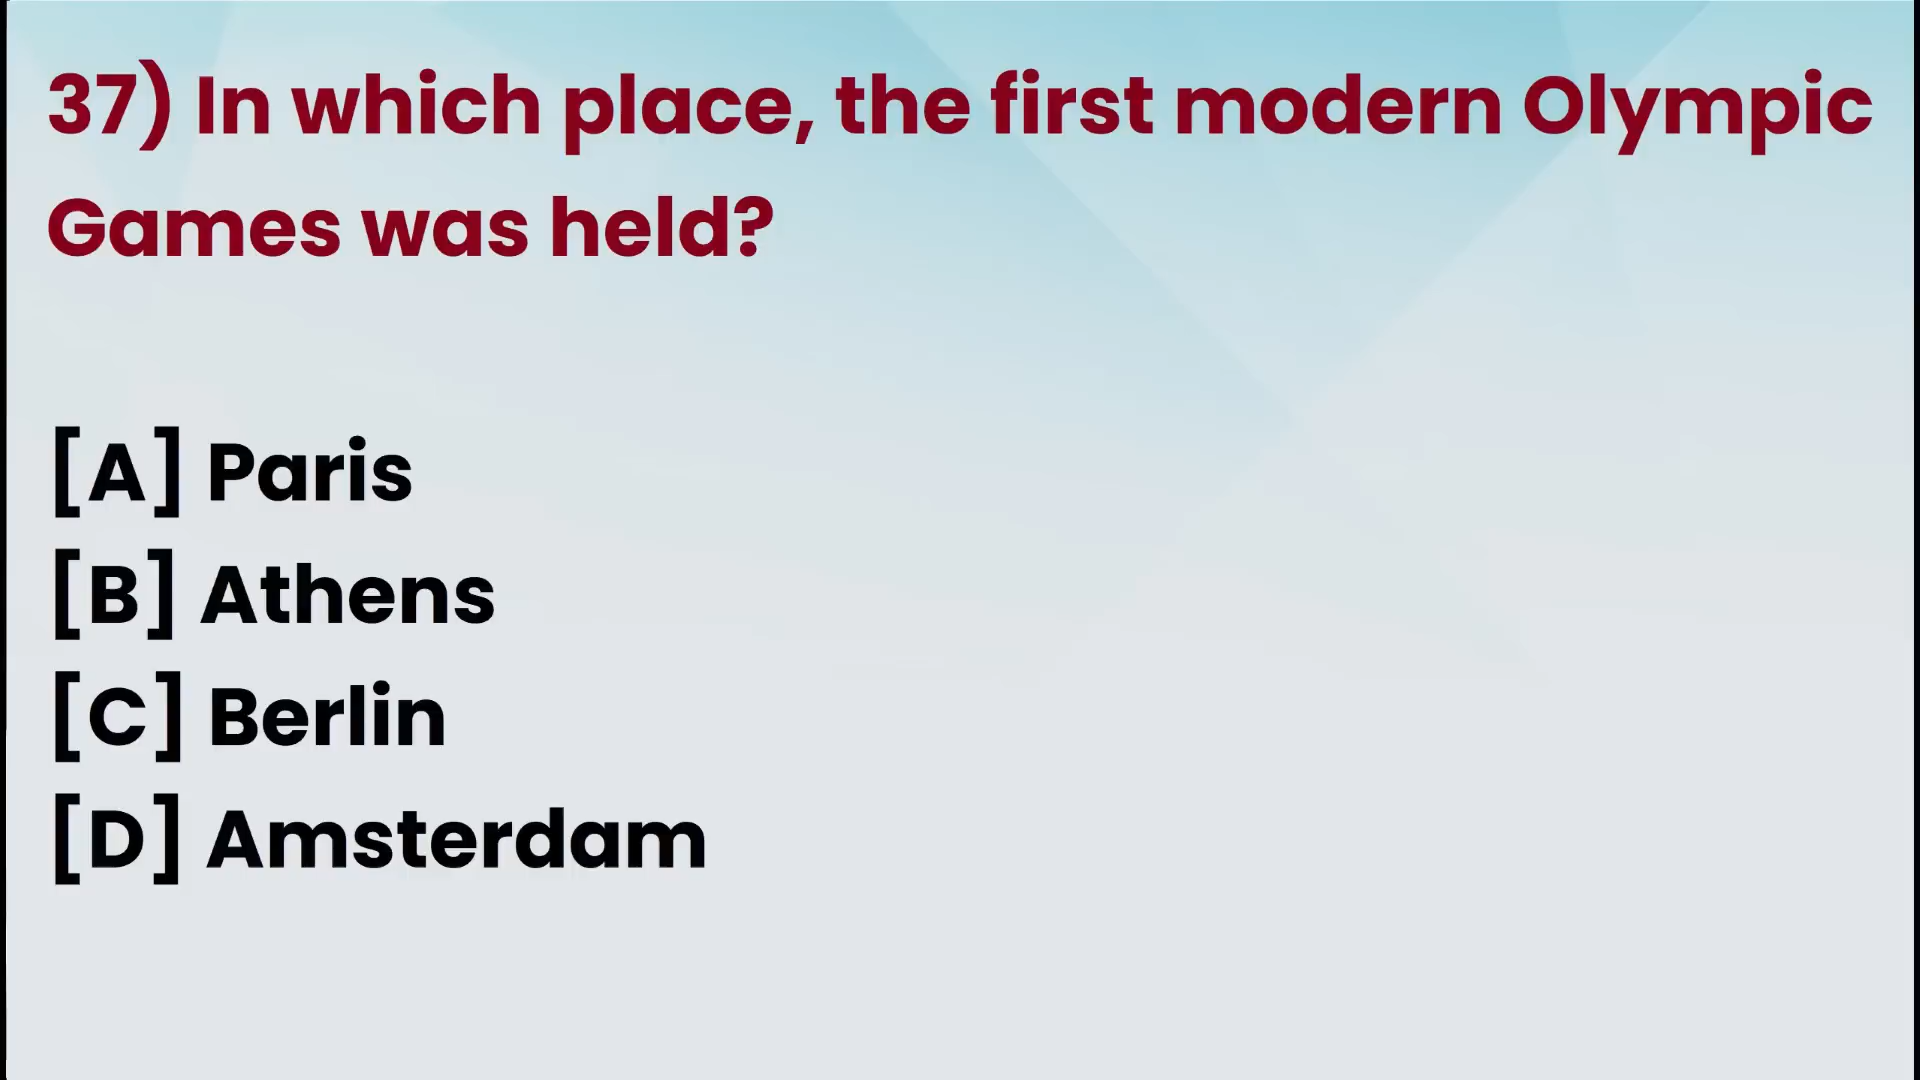 37) In which place, the first modern Olympic
Games was held?
[A] Paris
[B] Athens
[C] Berlin
[D] Amsterdam